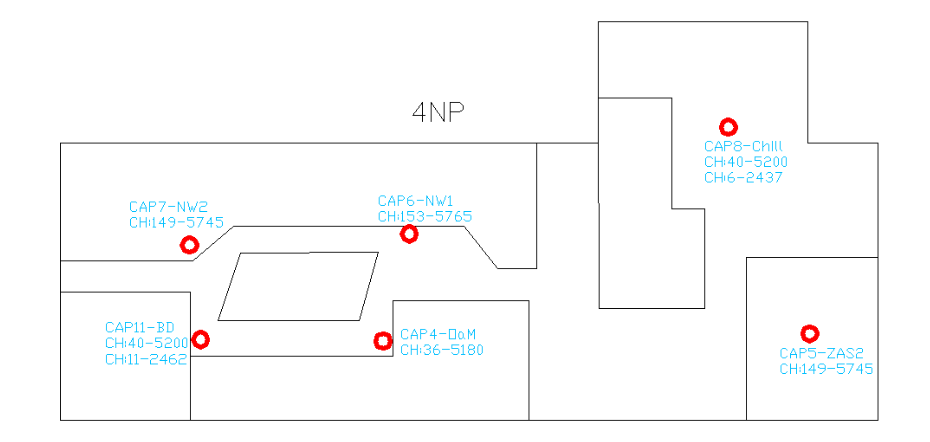 4NP
CAP8-Chill
CH:40-5200
CH:6-2437
CAP7-NW2
CH:149-5745
CAP6-NW1
CH:153-5765
CAP11-BD
CH:40-5200
CH:11-2462
CAP4-OaM
CH:36-5180
CAP5-ZAS2
CH:149-5745